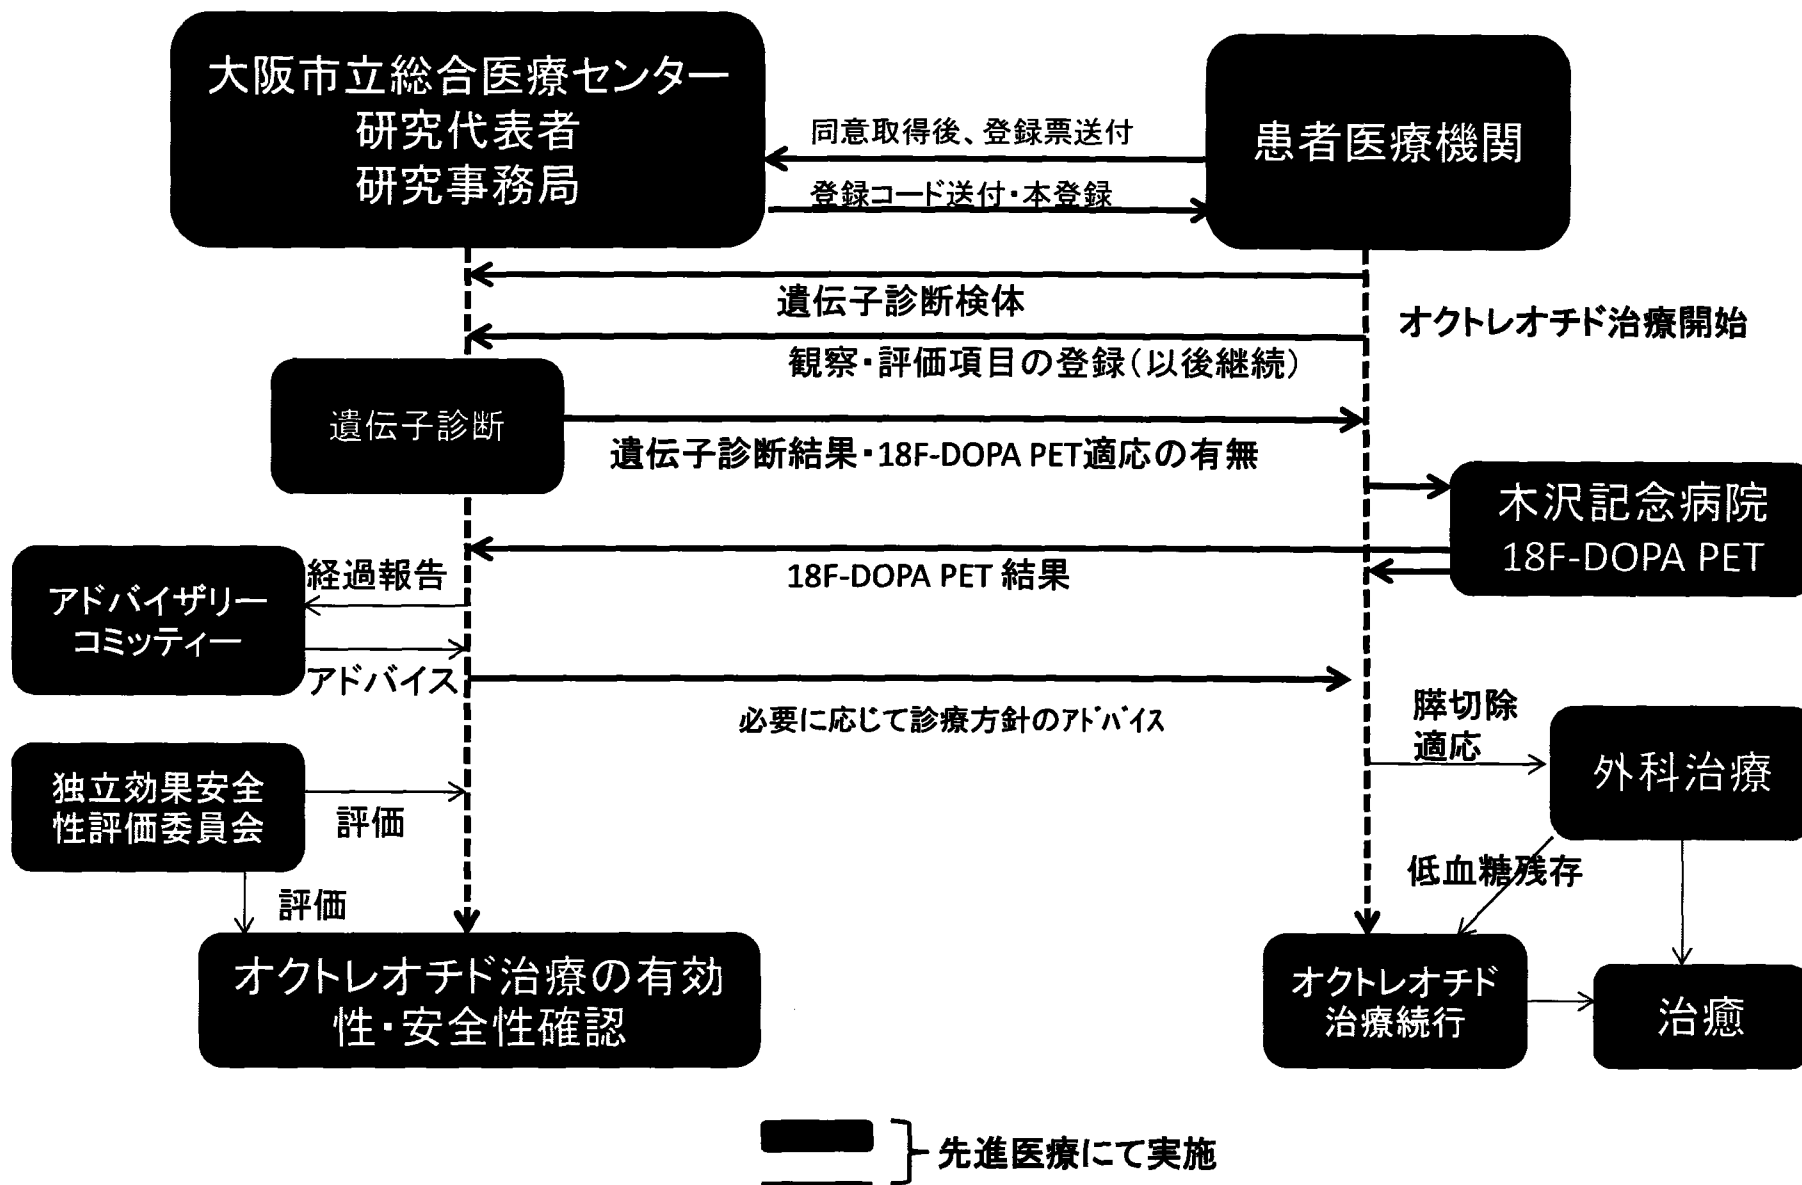 大阪市立総合医療センター
研究代表者
研究事務局
患者医療機関
同意取得後、登録票送付
登録コード送付・本登録
遺伝子診断検体
オクトレオチド治療開始
観察・評価項目の登録(以後継続)
遺伝子診断
遺伝子診断結果・18F-DOPA PET適応の有無
木沢記念病院
18F-DOPA PET
18F-DOPA PET 結果
経過報告
アドバイザリー
コミッティー
アドバイス
必要に応じて診療方針のアドバイス
膵切除
適応
外科治療
独立効果安全
性評価委員会
評価
評価
低血糖残存
オクトレオチド治療の有効
性・安全性確認
オクトレオチド
治療続行
治癒
先進医療にて実施